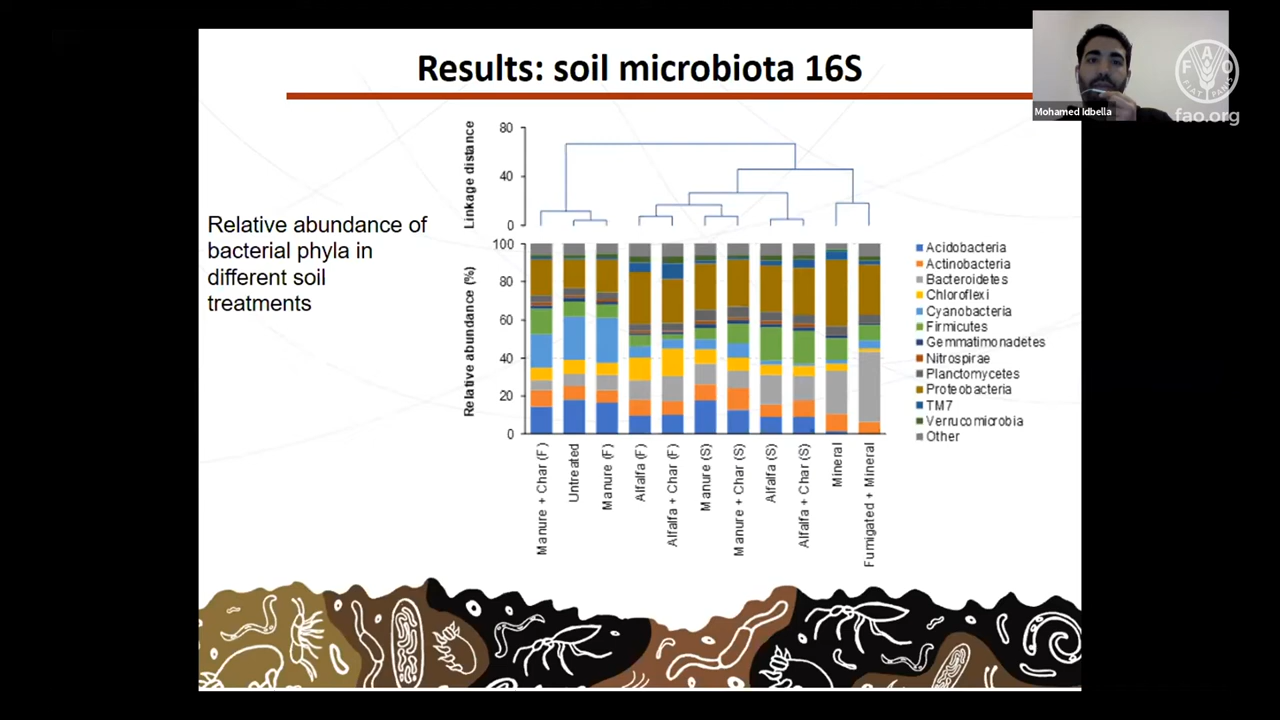 Results: soil microbiota 16S
Mohamed Idbella
FAO
FIAT PANIS
fao.org
Relative abundance of
bacterial phyla in
different soil
treatments
Linkage distance
80
40
0
Relative abundance (%)
100
80
60
40
20
0
Manure + Char (F)
Untreated
Manure (F)
Alfalfa (F)
Alfalfa + Char (F)
Manure (S)
Manure + Char (S)
Alfalfa (S)
Alfalfa + Char (S)
Mineral
Fumigated + Mineral
Acidobacteria
Actinobacteria
Bacteroidetes
Chloroflexi
Cyanobacteria
Firmicutes
Gemmatimonadetes
Nitrospirae
Planctomycetes
Proteobacteria
TM7
Verrucomicrobia
Other